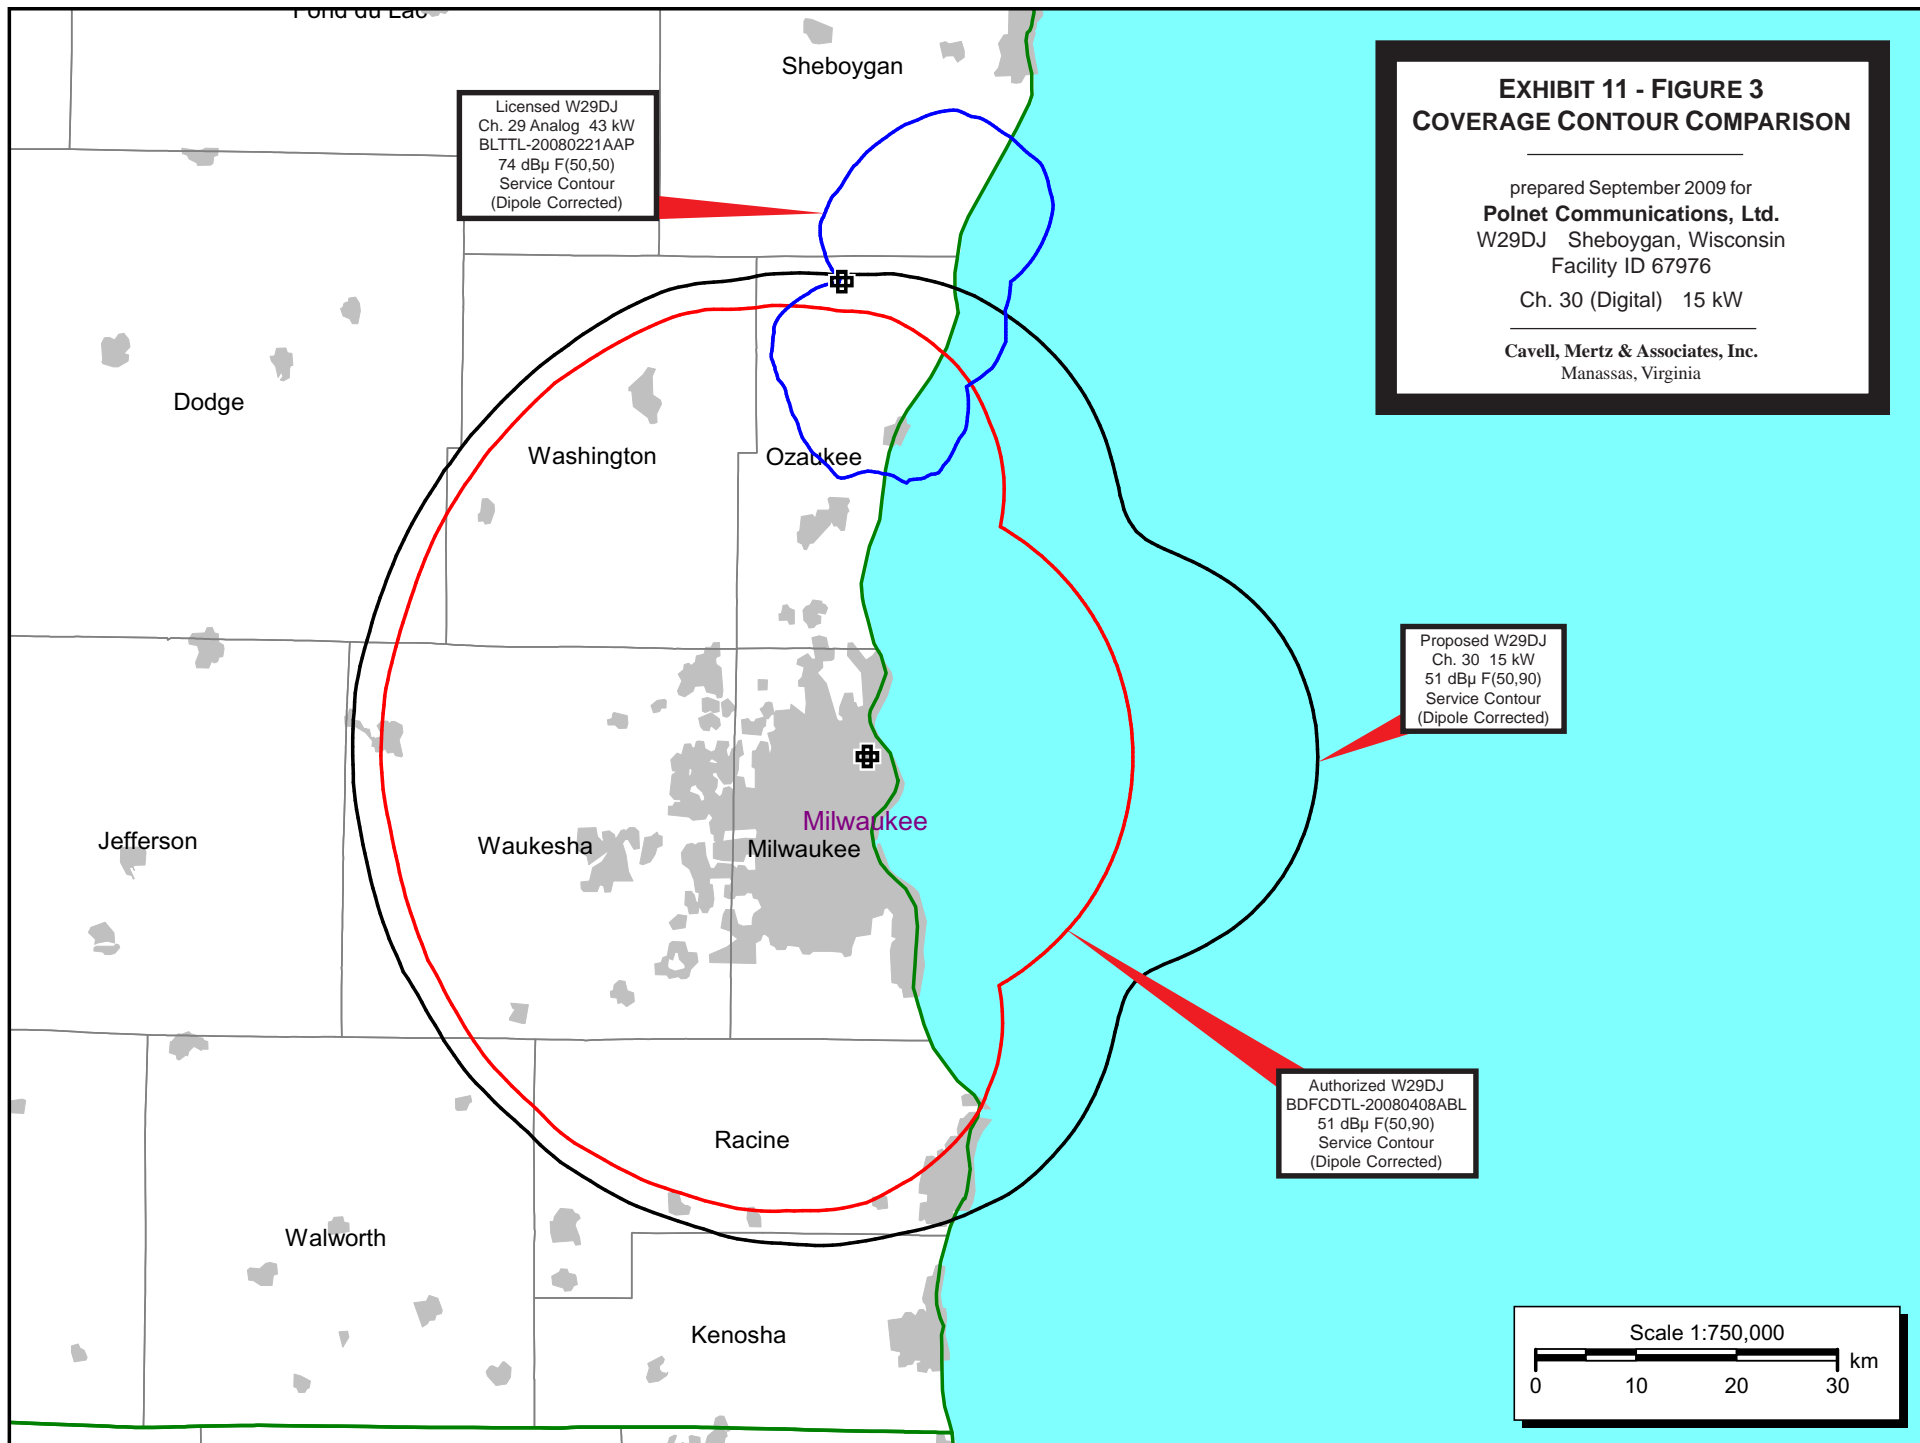 Fond du Lac
Sheboygan
EXHIBIT 11 - FIGURE 3
COVERAGE CONTOUR COMPARISON
prepared September 2009 for
Polnet Communications, Ltd.
W29DJ Sheboygan, Wisconsin
Facility ID 67976
Ch. 30 (Digital) 15 kW
Cavell, Mertz & Associates, Inc.
Manassas, Virginia
Licensed W29DJ
Ch. 29 Analog 43 kW
BLTTL-20080221AAP
74 dBµ F(50,50)
Service Contour
(Dipole Corrected)
Dodge
Washington
Ozaukee
Proposed W29DJ
Ch. 30 15 kW
51 dBµ F(50,90)
Service Contour
(Dipole Corrected)
Jefferson
Waukesha
Milwaukee
Milwaukee
Authorized W29DJ
BDFCDTL-20080408ABL
51 dBµ F(50,90)
Service Contour
(Dipole Corrected)
Racine
Walworth
Kenosha
Scale 1:750,000
km
0 10 20 30